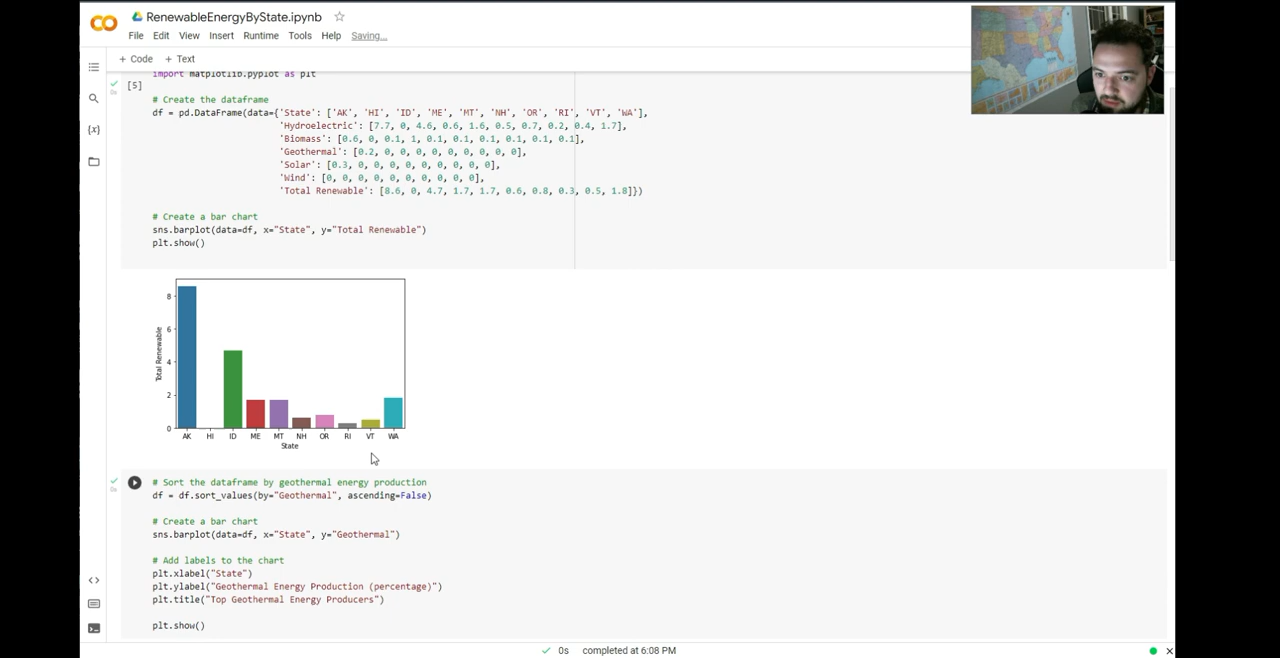 CO RenewableEnergyByState.ipynb
File Edit View Insert Runtime Tools Help Saving...
+ Code + Text
import matplotlib.pyplot as plt
[5]
# Create the dataframe
df = pd.DataFrame(data={'State': ['AK', 'HI', 'ID', 'ME', 'MT', 'NH', 'OR', 'RI', 'VT', 'WA'],
'Hydroelectric': [7.7, 0, 4.6, 0.6, 1.6, 0.5, 0.7, 0.2, 0.4, 1.7],
'Biomass': [0.6, 0, 0.1, 1, 0.1, 0.1, 0.1, 0.1, 0.1, 0.1],
'Geothermal': [0.2, 0, 0, 0, 0, 0, 0, 0, 0, 0],
'Solar': [0.3, 0, 0, 0, 0, 0, 0, 0, 0, 0],
'Wind': [0, 0, 0, 0, 0, 0, 0, 0, 0, 0],
'Total Renewable': [8.6, 0, 4.7, 1.7, 1.7, 0.6, 0.8, 0.3, 0.5, 1.8]})
# Create a bar chart
sns.barplot(data=df, x="State", y="Total Renewable")
plt.show()
Total Renewable
8
6
4
2
0
AK HI ID ME MT NH OR RI VT WA
State
# Sort the dataframe by geothermal energy production
df = df.sort_values(by="Geothermal", ascending=False)
# Create a bar chart
sns.barplot(data=df, x="State", y="Geothermal")
# Add labels to the chart
plt.xlabel("State")
plt.ylabel("Geothermal Energy Production (percentage)")
plt.title("Top Geothermal Energy Producers")
plt.show()
0s completed at 6:08 PM